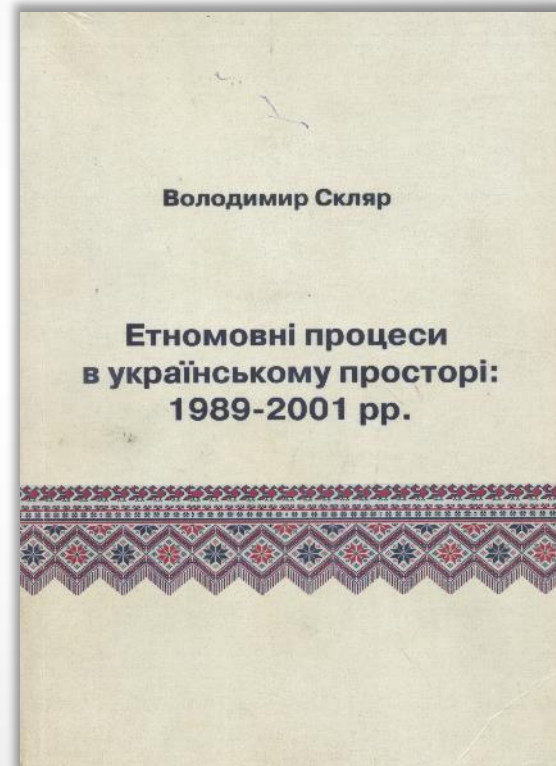 Володимир Скляр
Етномовні процеси
в українському просторі:
1989-2001 рр.